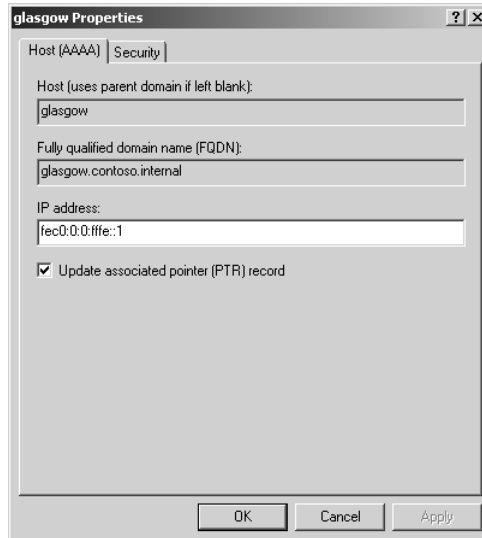 glasgow Properties
Host (AAAA) Security
Host (uses parent domain if left blank):
glasgow
Fully qualified domain name (FQDN):
glasgow.contoso.internal
IP address:
fec0:0:0:fffe::1
Update associated pointer (PTR) record
OK Cancel Apply